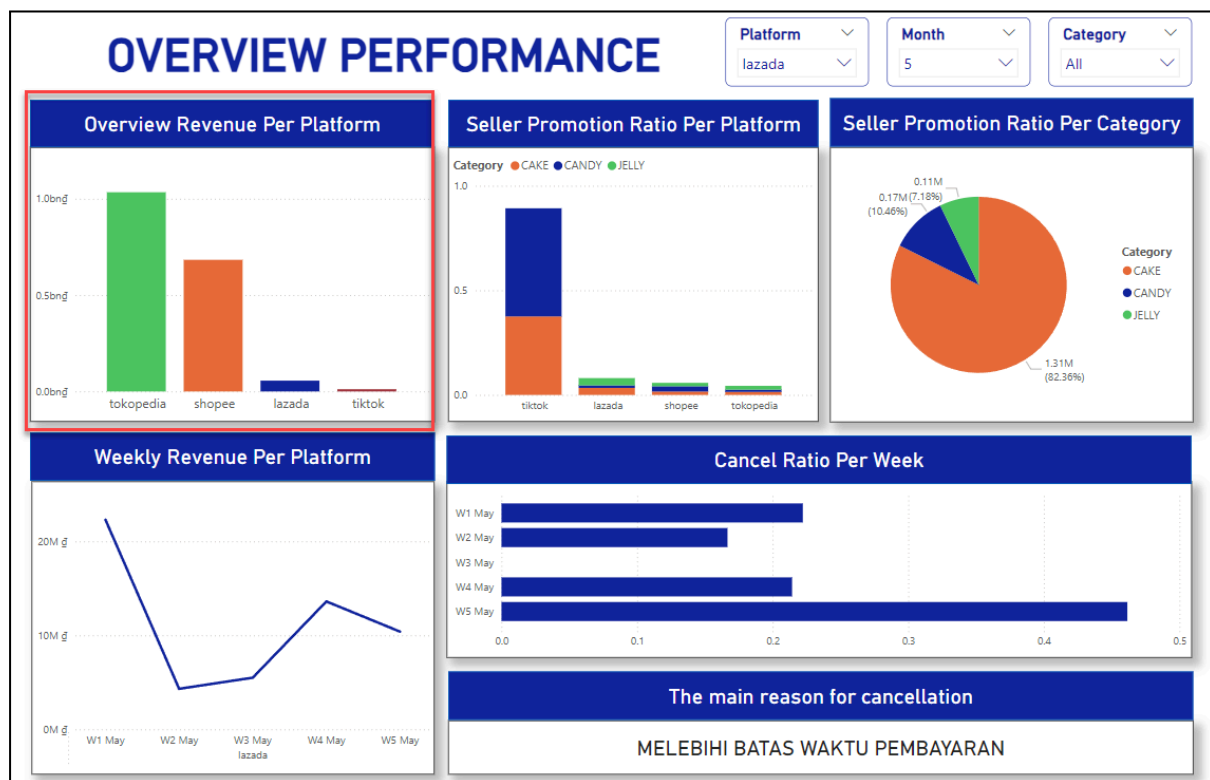 OVERVIEW PERFORMANCE
Platform
lazada
Month
5
Category
All
Overview Revenue Per Platform
1.0bn₫
0.5bn₫
0.0bn₫
tokopedia shopee lazada tiktok
Seller Promotion Ratio Per Platform
Category CAKE CANDY JELLY
1.0
0.5
0.0
tiktok lazada shopee tokopedia
Seller Promotion Ratio Per Category
0.11M
(7.18%)
0.17M
(10.46%)
1.31M
(82.36%)
Category
CAKE
CANDY
JELLY
Weekly Revenue Per Platform
20M ₫
10M ₫
0M ₫
W1 May W2 May W3 May W4 May W5 May
lazada
Cancel Ratio Per Week
W1 May
W2 May
W3 May
W4 May
W5 May
0.0 0.1 0.2 0.3 0.4 0.5
The main reason for cancellation
MELEBIHI BATAS WAKTU PEMBAYARAN